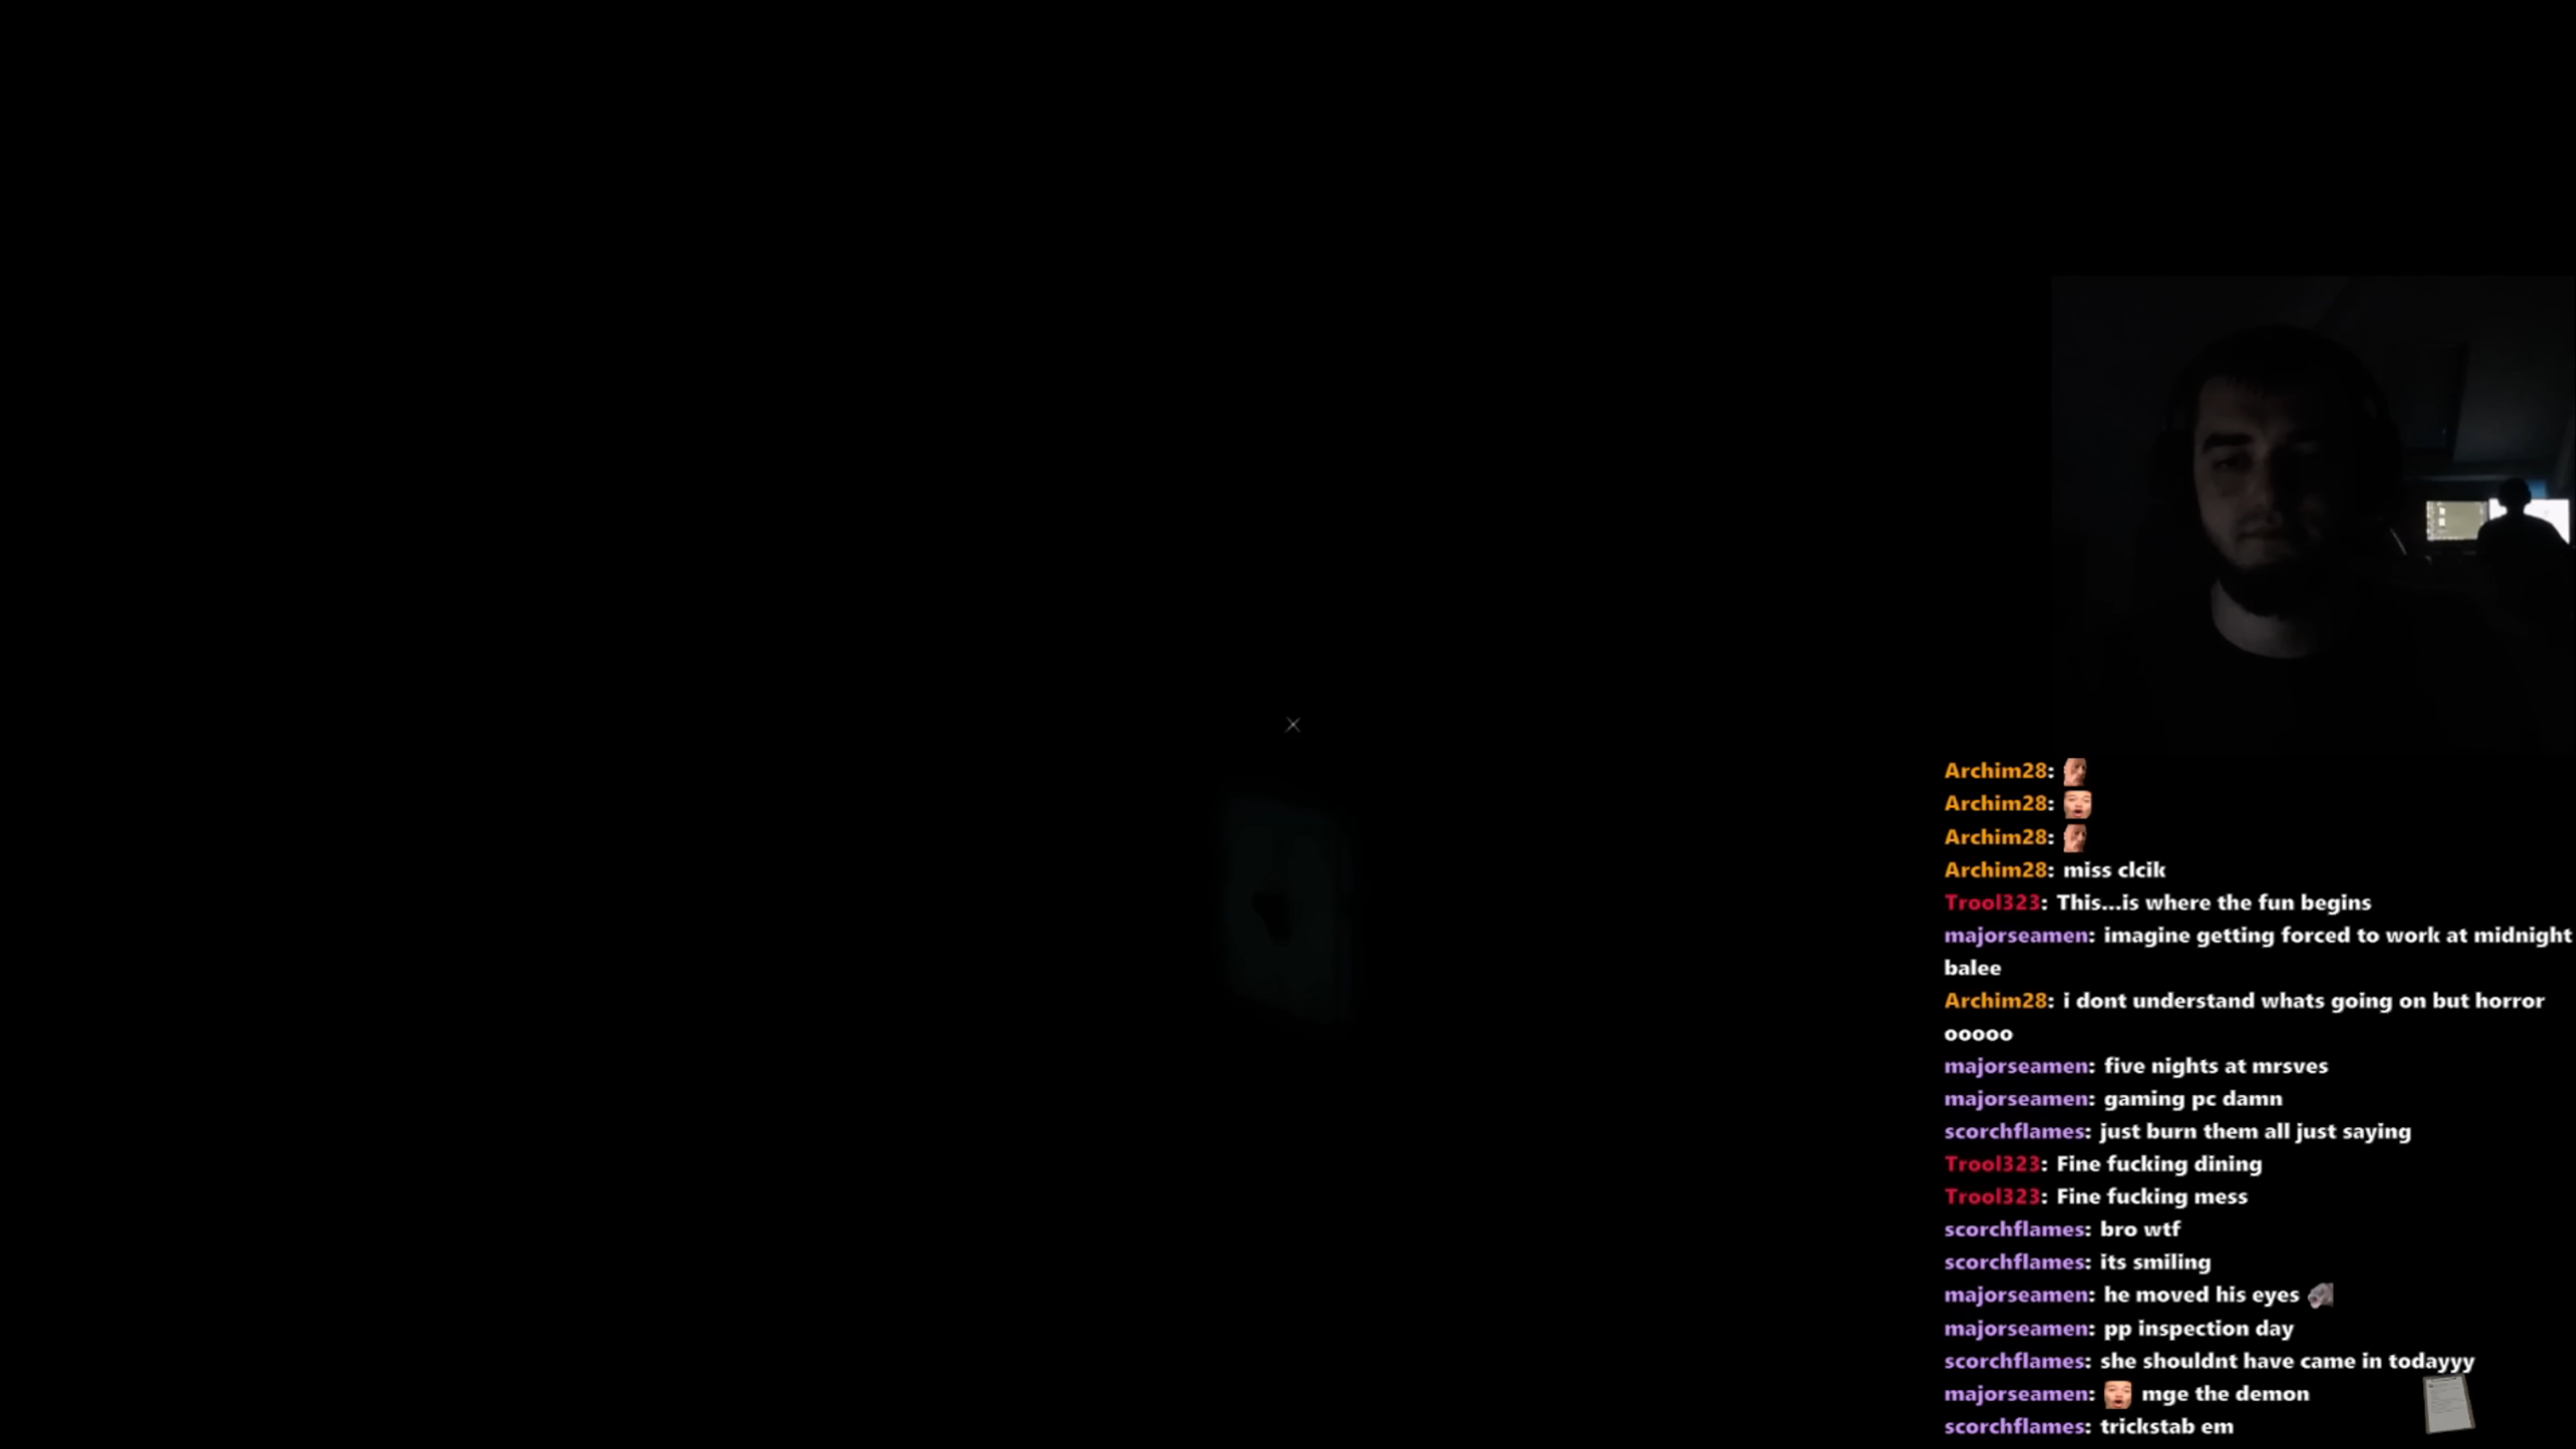 Archim28:
Archim28:
Archim28:
Archim28: miss clcik
Trool323: This...is where the fun begins
majorseamen: imagine getting forced to work at midnight
balee
Archim28: i dont understand whats going on but horror
ooooo
majorseamen: five nights at mrsves
majorseamen: gaming pc damn
scorchflames: just burn them all just saying
Trool323: Fine fucking dining
Trool323: Fine fucking mess
scorchflames: bro wtf
scorchflames: its smiling
majorseamen: he moved his eyes
majorseamen: pp inspection day
scorchflames: she shouldnt have came in todayyy
majorseamen: mge the demon
scorchflames: trickstab em